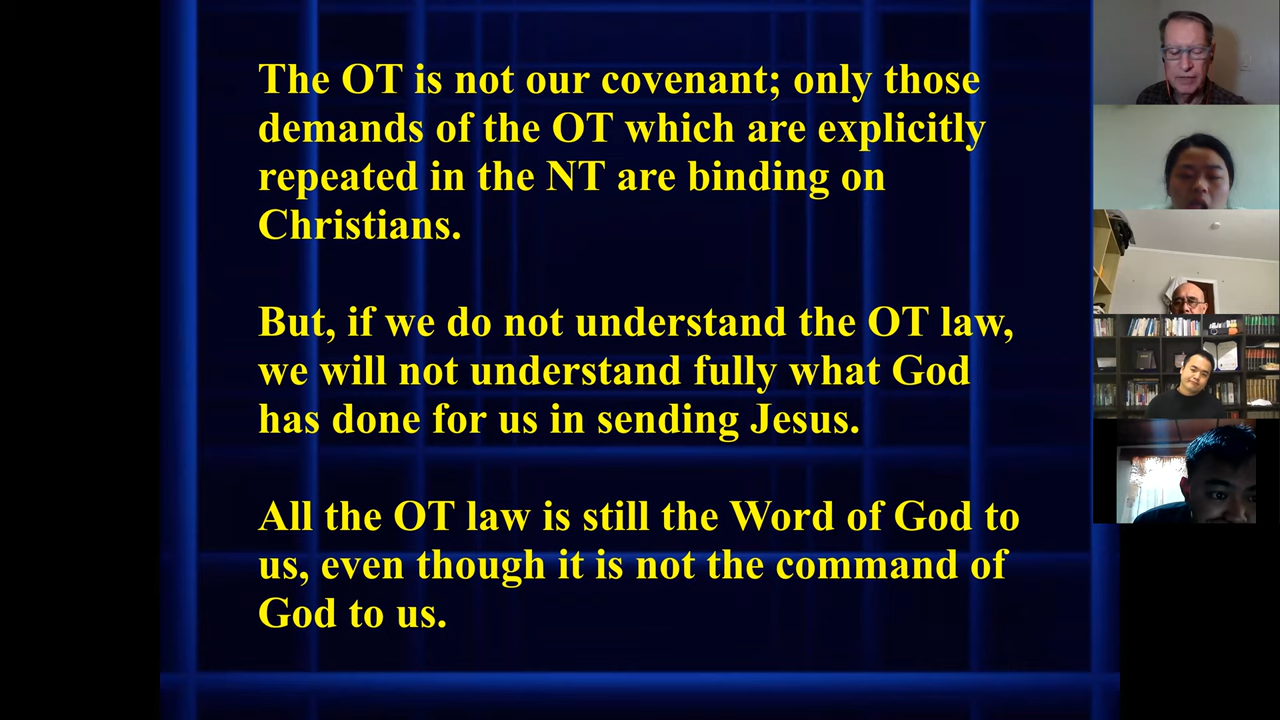 The OT is not our covenant; only those
demands of the OT which are explicitly
repeated in the NT are binding on
Christians.
But, if we do not understand the OT law,
we will not understand fully what God
has done for us in sending Jesus.
All the OT law is still the Word of God to
us, even though it is not the command of
God to us.